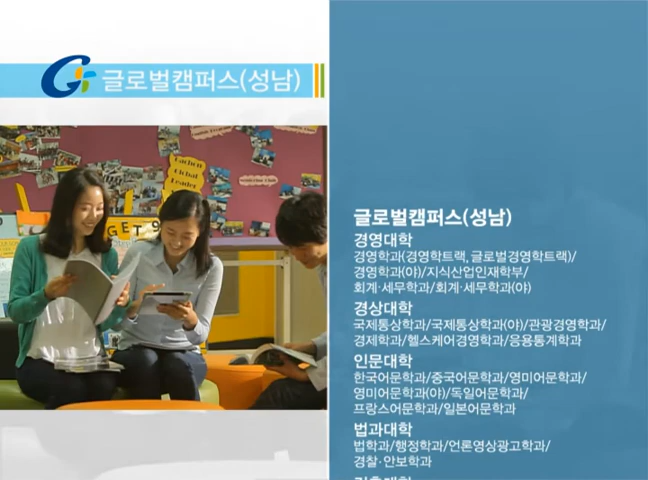 글로벌캠퍼스(성남)
Gachon
Global
Leader
GET
글로벌캠퍼스(성남)
경영대학
경영학과(경영학트랙, 글로벌경영학트랙)/
경영학과(야)/지식산업인재학부/
회계·세무학과/회계·세무학과(야)
경상대학
국제통상학과/국제통상학과(야)/관광경영학과/
경제학과/헬스케어경영학과/응용통계학과
인문대학
한국어문학과/중국어문학과/영미어문학과/
영미어문학과(야)/독일어문학과/
프랑스어문학과/일본어문학과
법과대학
법학과/행정학과/언론영상광고학과/
경찰·안보학과